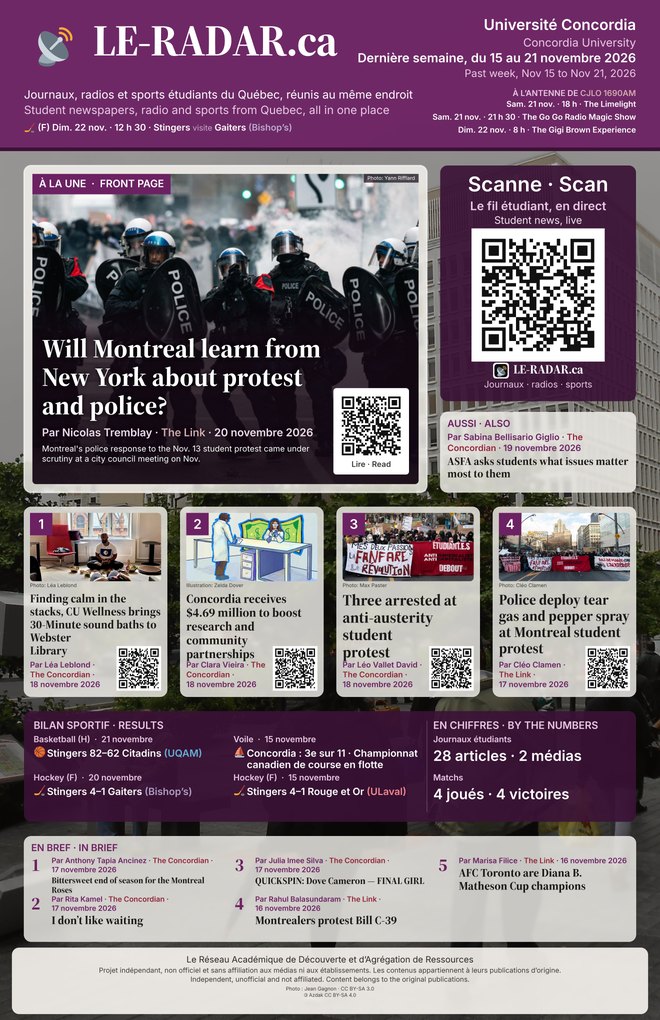 LE-RADAR.ca
Université Concordia
Concordia University
Dernière semaine, du 15 au 21 novembre 2026
Past week, Nov 15 to Nov 21, 2026
Journaux, radios et sports étudiants du Québec, réunis au même endroit
Student newspapers, radio and sports from Quebec, all in one place
(F) Dim. 22 nov. · 12 h 30 · Stingers visite Gaiters (Bishop's)
À L'ANTENNE DE CJLO 1690AM
Sam. 21 nov. · 18 h · The Limelight
Sam. 21 nov. · 21 h 30 · The Go Go Radio Magic Show
Dim. 22 nov. · 8 h · The Gigi Brown Experience
À LA UNE · FRONT PAGE
Photo: Yann Rifflard
POLICE
POLICE
POLICE
POLICE
POLICE
POLICE
Will Montreal learn from
New York about protest
and police?
Par Nicolas Tremblay · The Link · 20 novembre 2026
Montreal's police response to the Nov. 13 student protest came under
scrutiny at a city council meeting on Nov.
Lire · Read
Scanne · Scan
Le fil étudiant, en direct
Student news, live
LE-RADAR.ca
Journaux · radios · sports
AUSSI · ALSO
Par Sabina Bellisario Giglio · The
Concordian · 19 novembre 2026
ASFA asks students what issues matter
most to them
1
Photo: Léa Leblond
Finding calm in the
stacks, CU Wellness brings
30-Minute sound baths to
Webster
Library
Par Léa Leblond ·
The Concordian ·
18 novembre 2026
2
Illustration: Zelda Dover
Concordia receives
$4.69 million to boost
research and
community
partnerships
Par Clara Vieira · The
Concordian ·
18 novembre 2026
3
MES DEUX PASSIONS
FANFARE
REVOLUTION
ÉTUDIANT.E.S
DEBOUT
Photo: Max Paster
Three arrested at
anti-austerity
student
protest
Par Léo Vallet David ·
The Concordian ·
18 novembre 2026
4
Photo: Cléo Clamen
Police deploy tear
gas and pepper spray
at Montreal student
protest
Par Cléo Clamen ·
The Link ·
17 novembre 2026
BILAN SPORTIF · RESULTS
Basketball (H) · 21 novembre
Stingers 82–62 Citadins (UQAM)
Hockey (F) · 20 novembre
Stingers 4–1 Gaiters (Bishop's)
Voile · 15 novembre
Concordia : 3e sur 11 · Championnat
canadien de course en flotte
Hockey (F) · 15 novembre
Stingers 4–1 Rouge et Or (ULaval)
EN CHIFFRES · BY THE NUMBERS
Journaux étudiants
28 articles · 2 médias
Matchs
4 joués · 4 victoires
EN BREF · IN BRIEF
1
Par Anthony Tapia Ancinez · The Concordian ·
17 novembre 2026
Bittersweet end of season for the Montreal
Roses
2
Par Rita Kamel · The Concordian ·
17 novembre 2026
I don't like waiting
3
Par Julia Imee Silva · The Concordian ·
17 novembre 2026
QUICKSPIN: Dove Cameron — FINAL GIRL
4
Par Rahul Balasundaram · The Link ·
16 novembre 2026
Montrealers protest Bill C-39
5
Par Marisa Filice · The Link · 16 novembre 2026
AFC Toronto are Diana B.
Matheson Cup champions
Le Réseau Académique de Découverte et d'Agrégation de Ressources
Projet indépendant, non officiel et sans affiliation aux médias ni aux établissements. Les contenus appartiennent à leurs publications d'origine.
Independent, unofficial and not affiliated. Content belongs to the original publications.
Photo : Jean Gagnon · CC BY-SA 3.0
© Azdak CC BY-SA 4.0